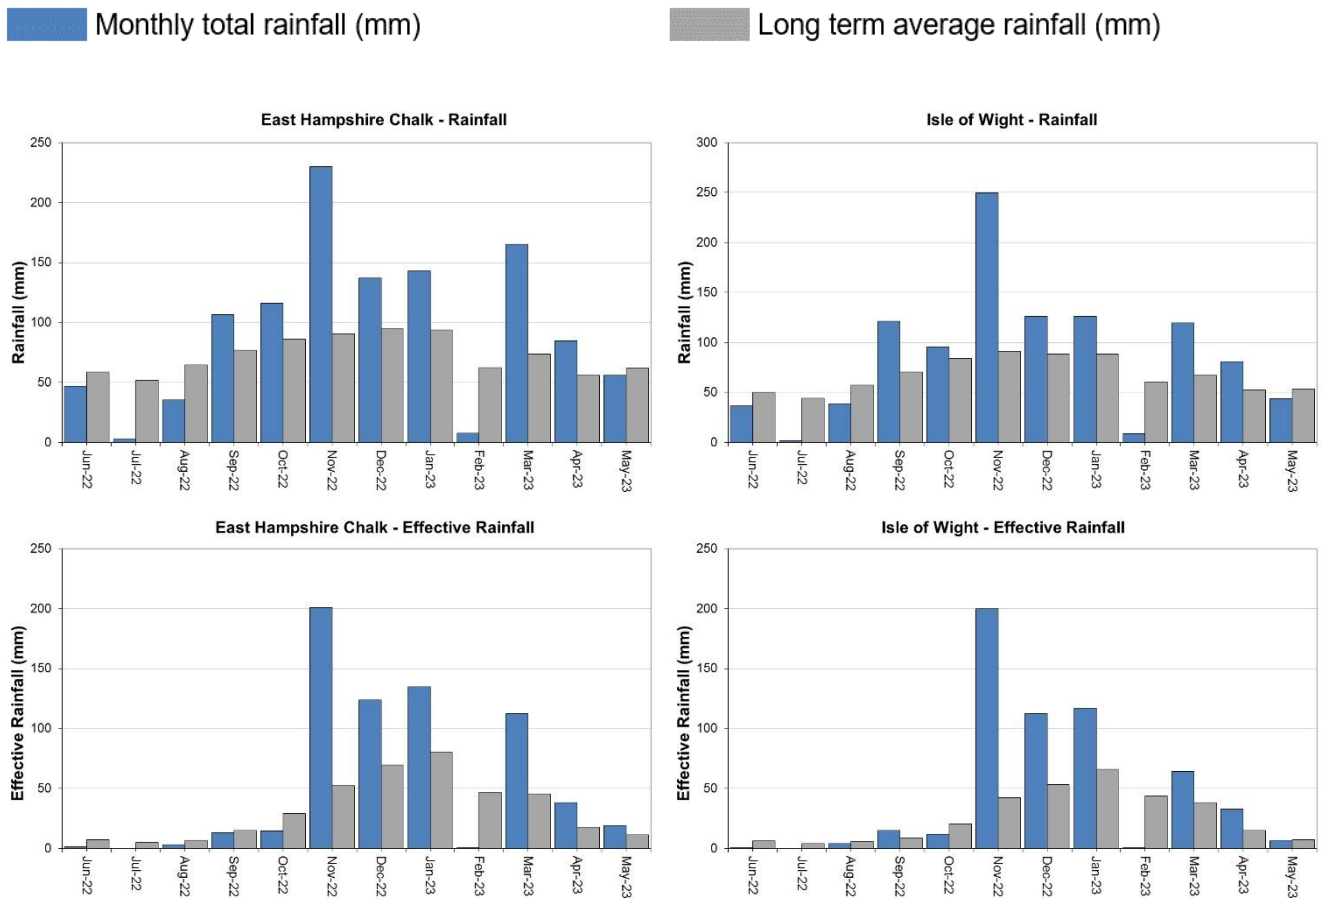 Monthly total rainfall (mm)
Long term average rainfall (mm)
East Hampshire Chalk - Rainfall
Rainfall (mm)
250
200
150
100
50
0
Jun-22
Jul-22
Aug-22
Sep-22
Oct-22
Nov-22
Dec-22
Jan-23
Feb-23
Mar-23
Apr-23
May-23
Isle of Wight - Rainfall
Rainfall (mm)
300
250
200
150
100
50
0
Jun-22
Jul-22
Aug-22
Sep-22
Oct-22
Nov-22
Dec-22
Jan-23
Feb-23
Mar-23
Apr-23
May-23
East Hampshire Chalk - Effective Rainfall
Effective Rainfall (mm)
250
200
150
100
50
0
Jun-22
Jul-22
Aug-22
Sep-22
Oct-22
Nov-22
Dec-22
Jan-23
Feb-23
Mar-23
Apr-23
May-23
Isle of Wight - Effective Rainfall
Effective Rainfall (mm)
250
200
150
100
50
0
Jun-22
Jul-22
Aug-22
Sep-22
Oct-22
Nov-22
Dec-22
Jan-23
Feb-23
Mar-23
Apr-23
May-23